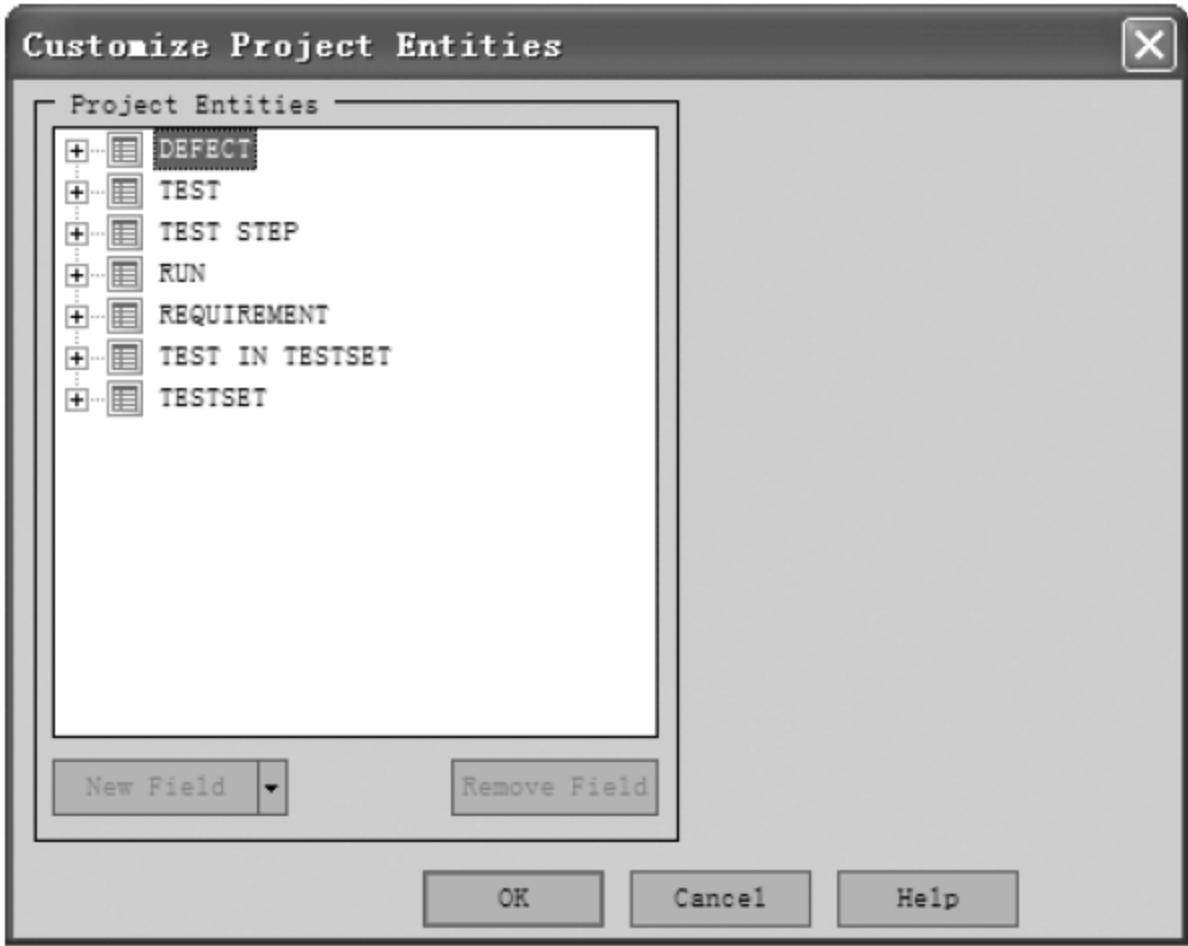 Customize Project Entities
Project Entities
DEFECT
TEST
TEST STEP
RUN
REQUIREMENT
TEST IN TESTSET
TESTSET
New Field
Remove Field
OK
Cancel
Help